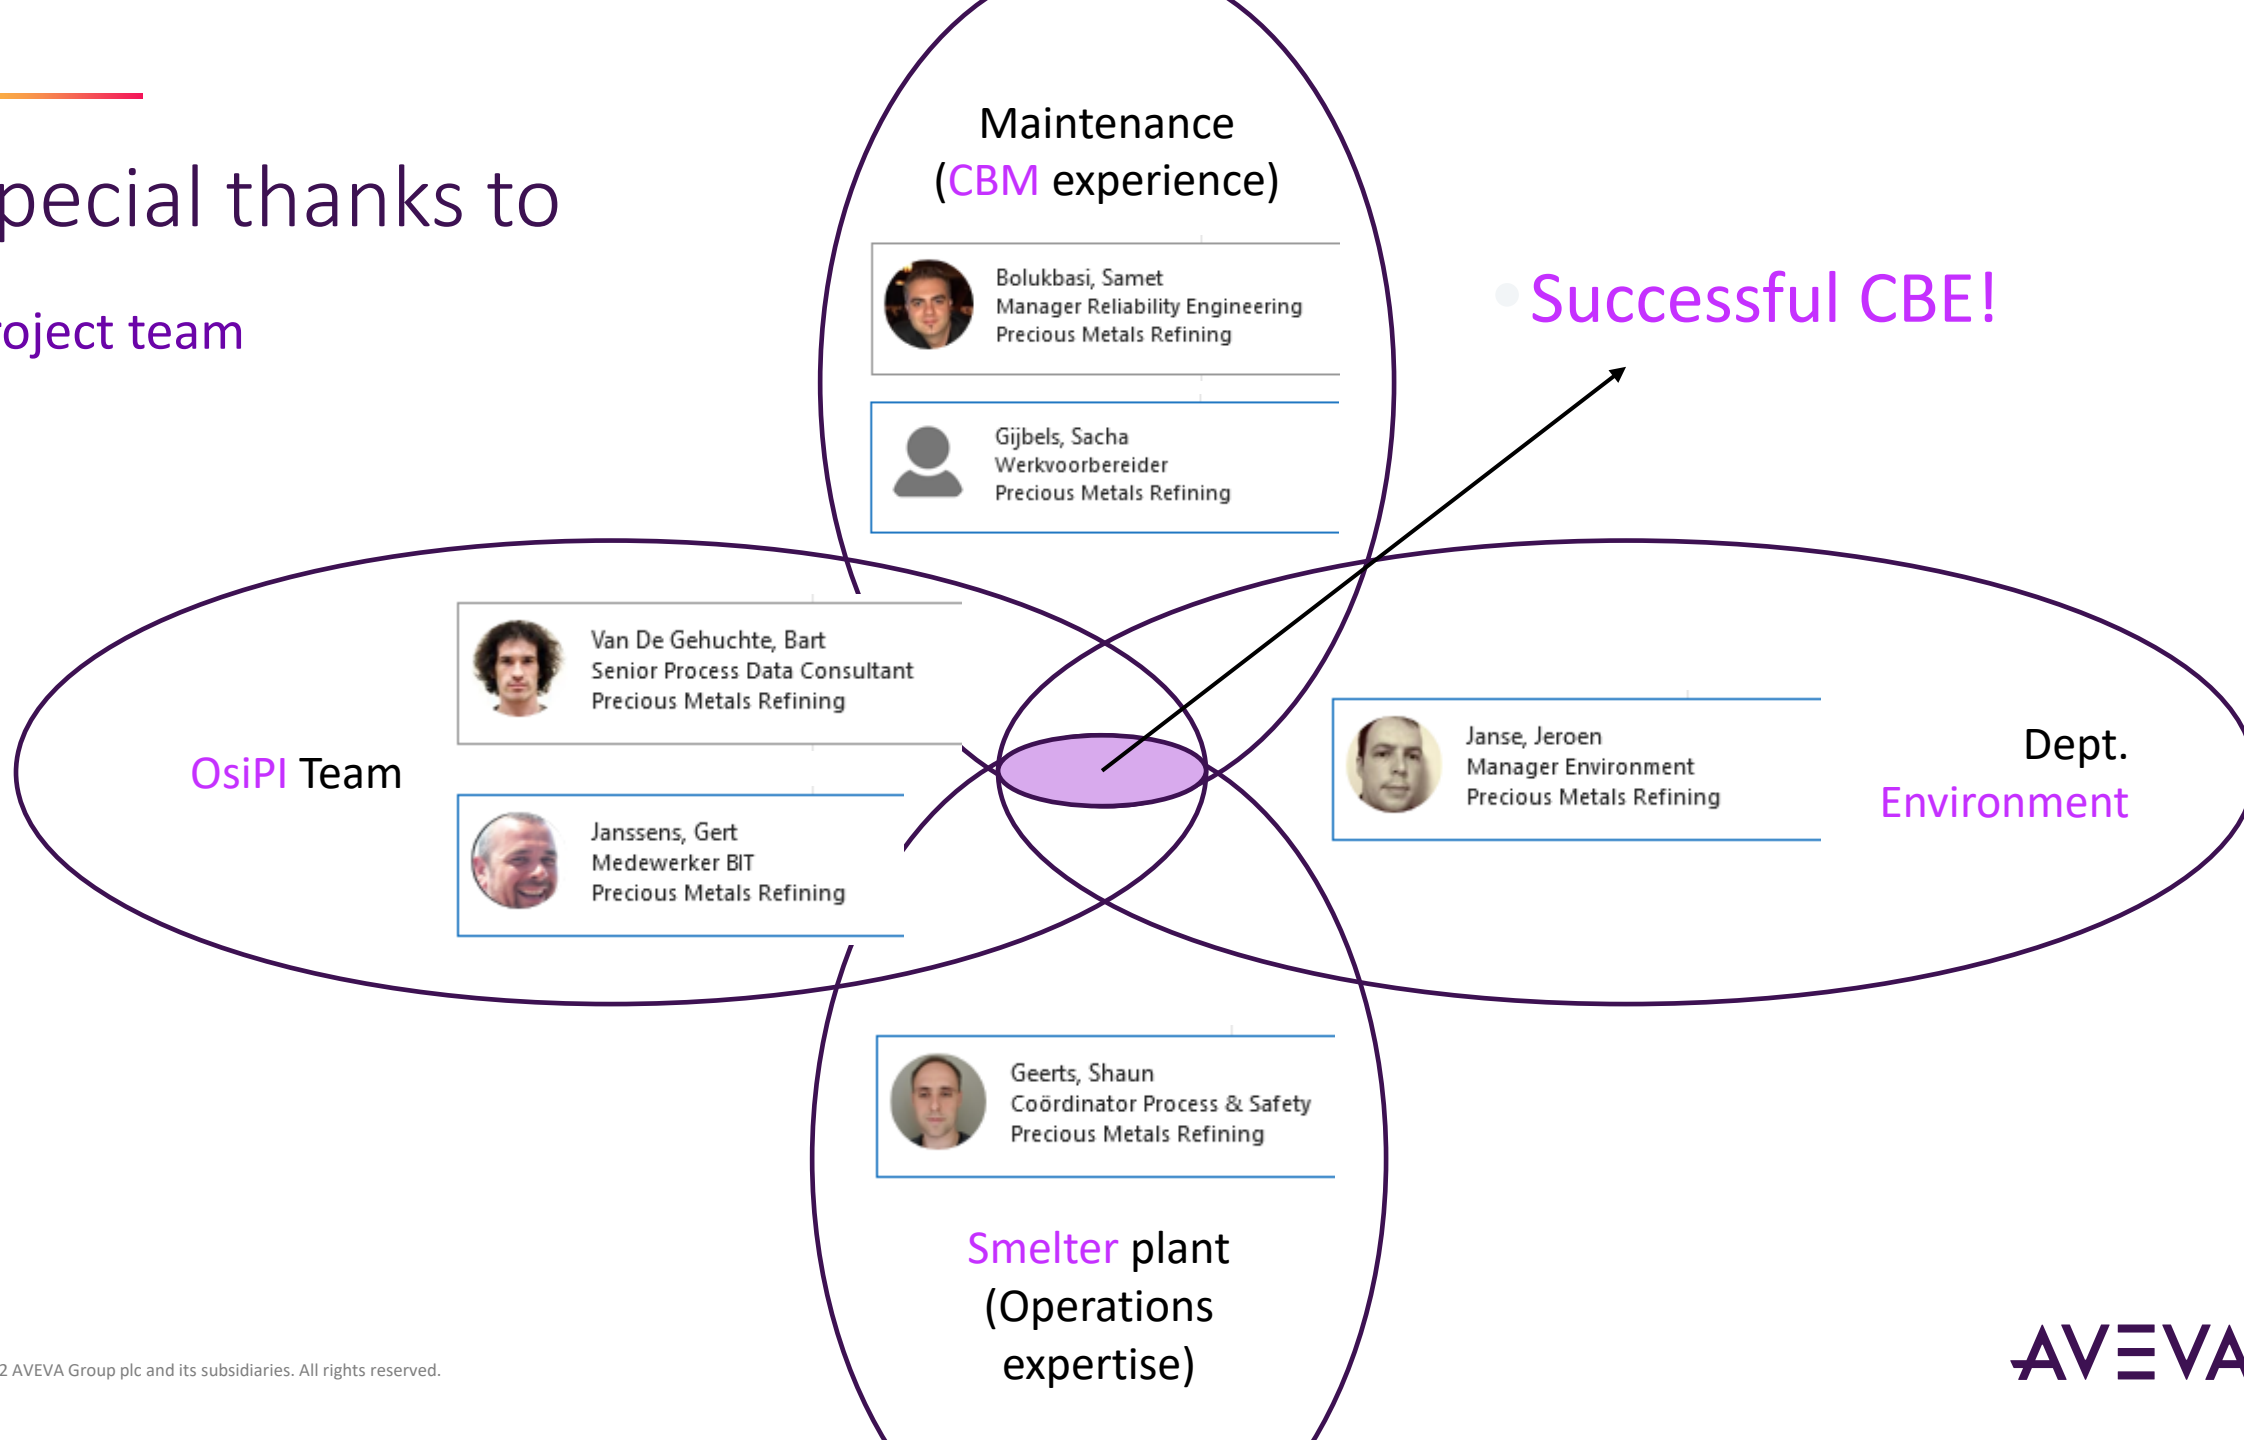 pecial thanks to
roject team
Maintenance
(CBM experience)
Bolukbasi, Samet
Manager Reliability Engineering
Precious Metals Refining
Gijbels, Sacha
Werkvoorbereider
Precious Metals Refining
• Successful CBE!
Van De Gehuchte, Bart
Senior Process Data Consultant
Precious Metals Refining
OsiPI Team
Janssens, Gert
Medewerker BIT
Precious Metals Refining
Janse, Jeroen
Manager Environment
Precious Metals Refining
Dept.
Environment
Geerts, Shaun
Coördinator Process & Safety
Precious Metals Refining
Smelter plant
(Operations
expertise)
2 AVEVA Group plc and its subsidiaries. All rights reserved.
AVEVA